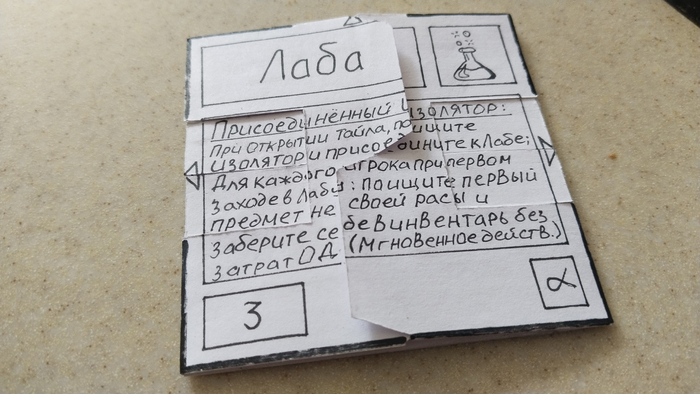 Лаба
Присоединённый изолятор:
При открытии тайла, поищите
изолятор и присоедините к Лабе;
Для каждого игрока при первом
заходе в Лабу: поищите первый
предмет не своей расы и
заберите себе в инвентарь без
затрат ОД. (Мгновенное действ.)
3
α